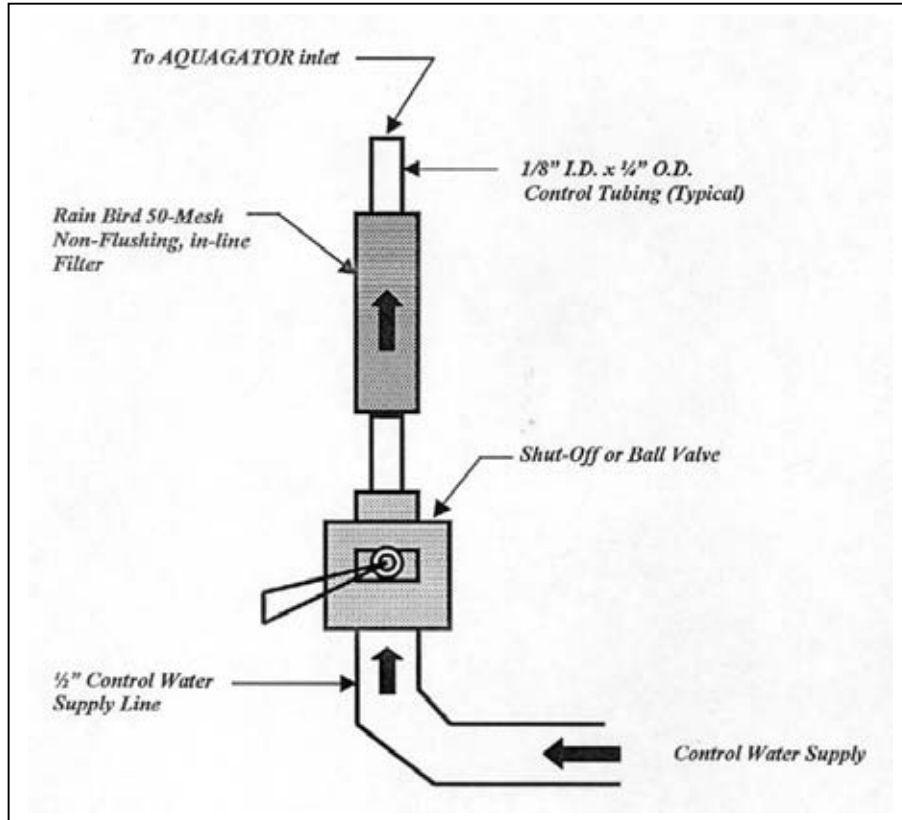 To AQUAGATOR inlet
1/8" I.D. x ¼" O.D.
Control Tubing (Typical)
Rain Bird 50-Mesh
Non-Flushing, in-line
Filter
Shut-Off or Ball Valve
½" Control Water
Supply Line
Control Water Supply